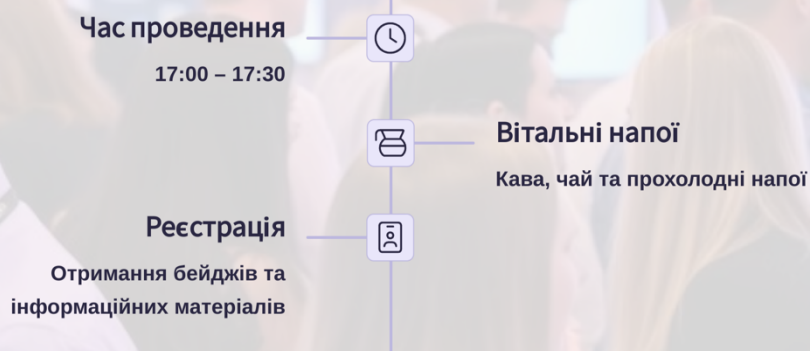 Час проведення
17:00 – 17:30
Вітальні напої
Кава, чай та прохолодні напої
Реєстрація
Отримання бейджів та
інформаційних матеріалів